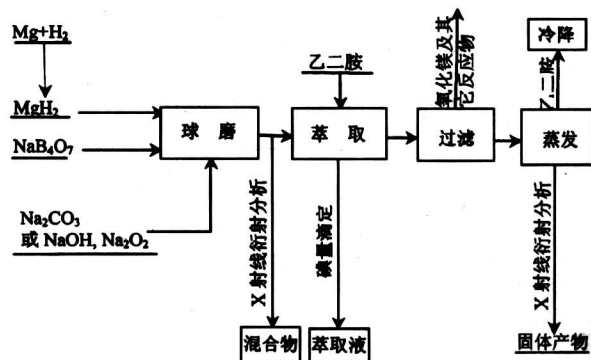 Mg+H₂
MgH₂
NaB₄O₇
Na₂CO₃
或 NaOH, Na₂O₂
球 磨
X 射线衍射分析
混合物
乙二胺
萃 取
碘量滴定
萃取液
氧化镁及其
它反应物
过滤
冷凝
乙二胺
蒸发
X 射线衍射分析
固体产物